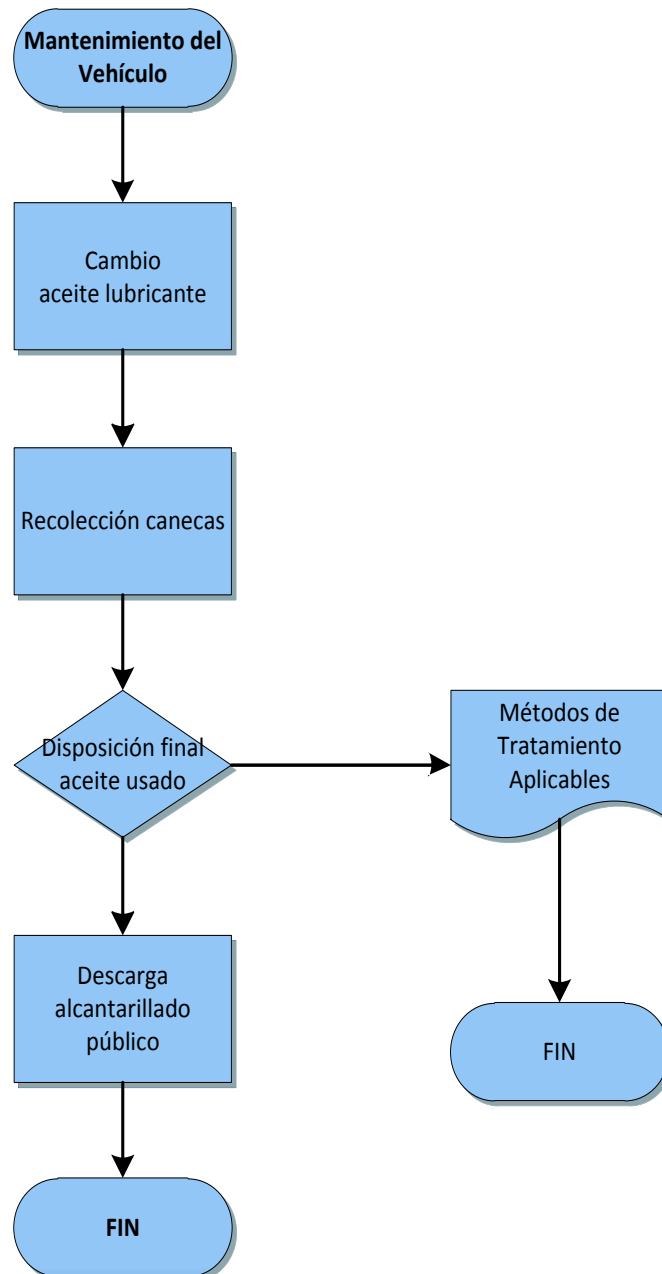 Mantenimiento del
Vehículo
Cambio
aceite lubricante
Recolección canecas
Disposición final
aceite usado
Métodos de
Tratamiento
Aplicables
Descarga
alcantarillado
público
FIN
FIN